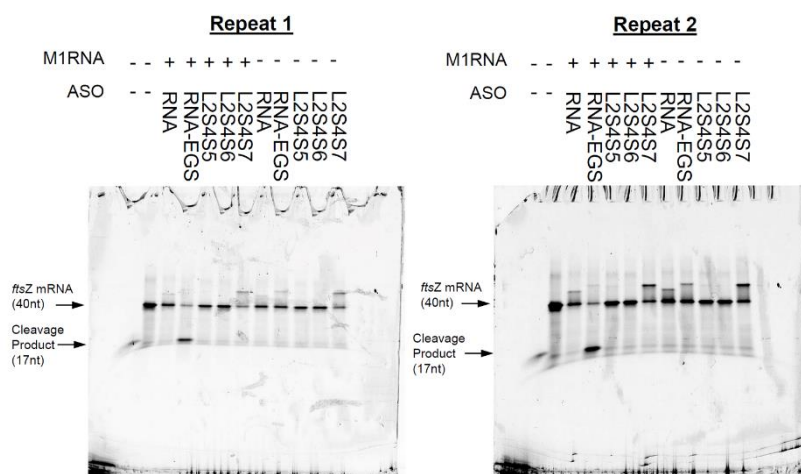 Repeat 1
M1RNA - - + + + + + - - - - -
ASO - - RNA RNA-EGS L2S4S5 L2S4S6 L2S4S7 RNA RNA-EGS L2S4S5 L2S4S6 L2S4S7
ftsZ mRNA
(40nt)
Cleavage
Product
(17nt)
Repeat 2
M1RNA - - + + + + + - - - - -
ASO - - RNA RNA-EGS L2S4S5 L2S4S6 L2S4S7 RNA RNA-EGS L2S4S5 L2S4S6 L2S4S7
ftsZ mRNA
(40nt)
Cleavage
Product
(17nt)